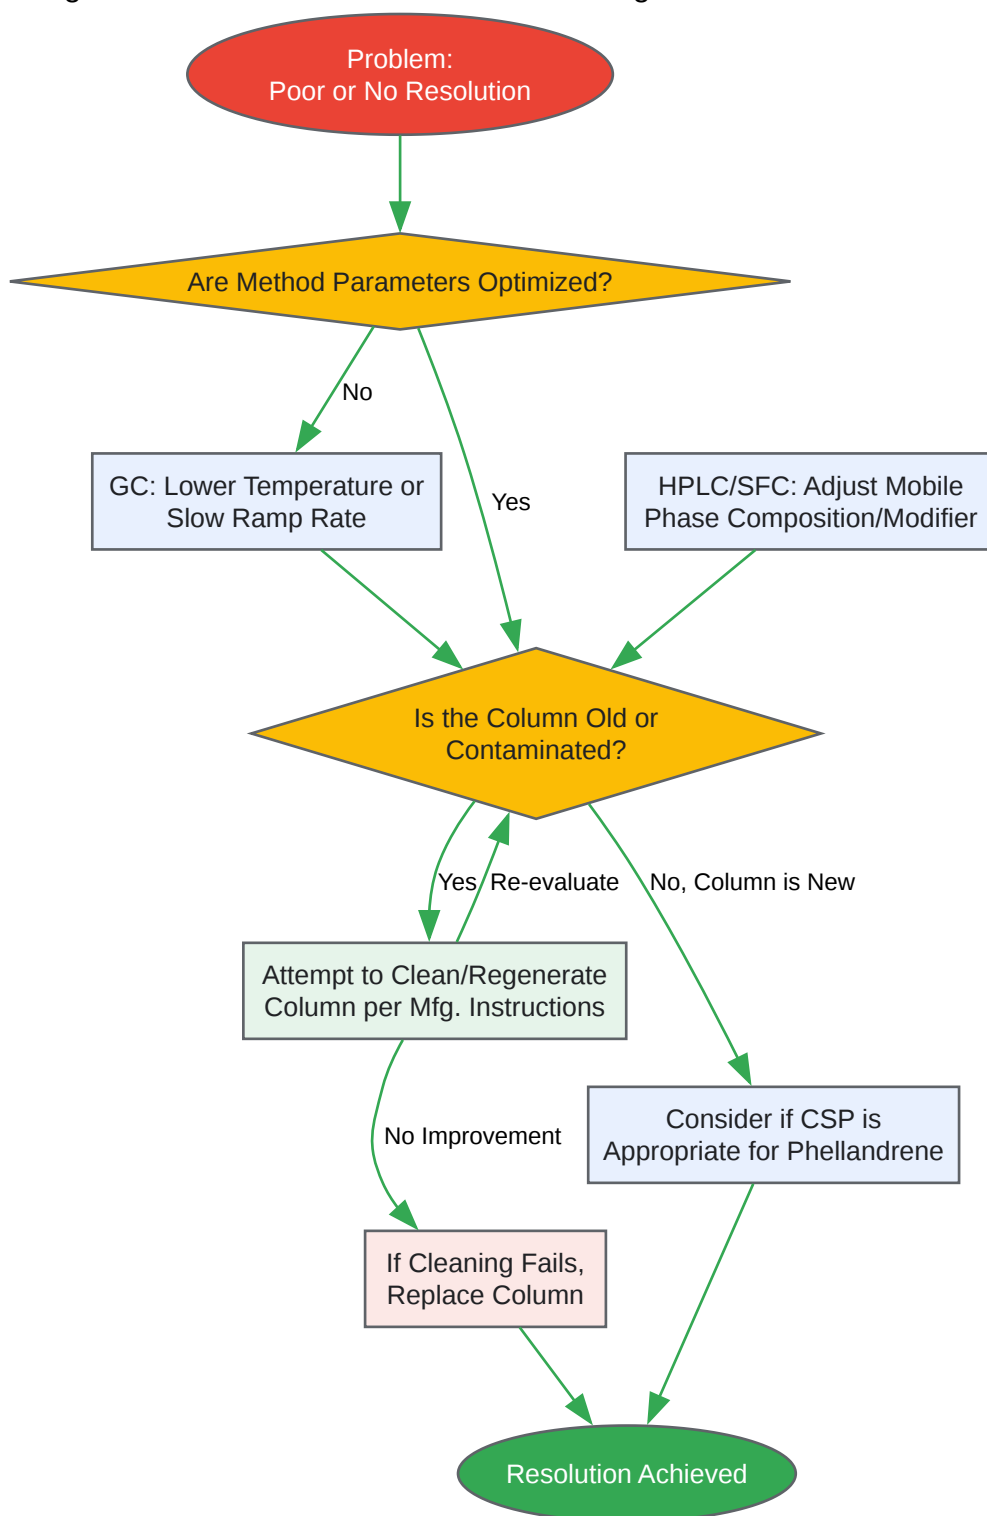 Problem:
Poor or No Resolution
Are Method Parameters Optimized?
No
GC: Lower Temperature or
Slow Ramp Rate
Yes
HPLC/SFC: Adjust Mobile
Phase Composition/Modifier
Is the Column Old or
Contaminated?
Yes
Re-evaluate
No, Column is New
Attempt to Clean/Regenerate
Column per Mfg. Instructions
Consider if CSP is
Appropriate for Phellandrene
No Improvement
If Cleaning Fails,
Replace Column
Resolution Achieved